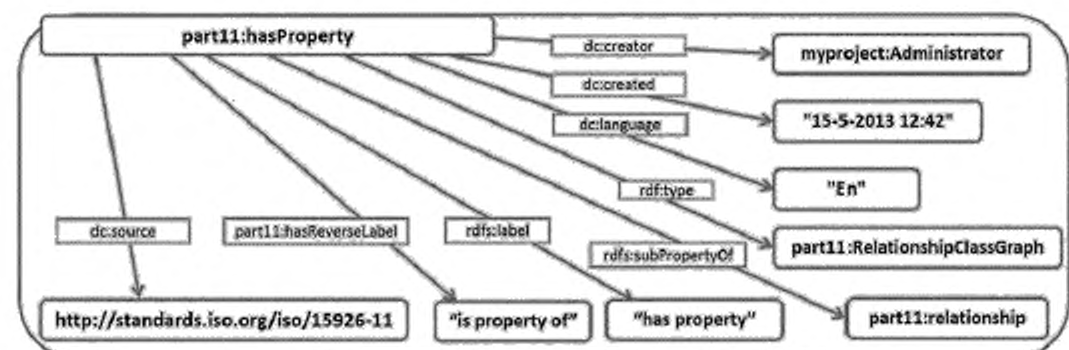 part11:hasProperty
dc:creator
myproject:Administrator
dc:created
"15-5-2013 12:42"
dc:language
"En"
rdf:type
part11:RelationshipClassGraph
dc:source
part11:hasReverseLabel
rdfs:label
rdfs:subPropertyOf
http://standards.iso.org/iso/15926-11
"is property of"
"has property"
part11:relationship